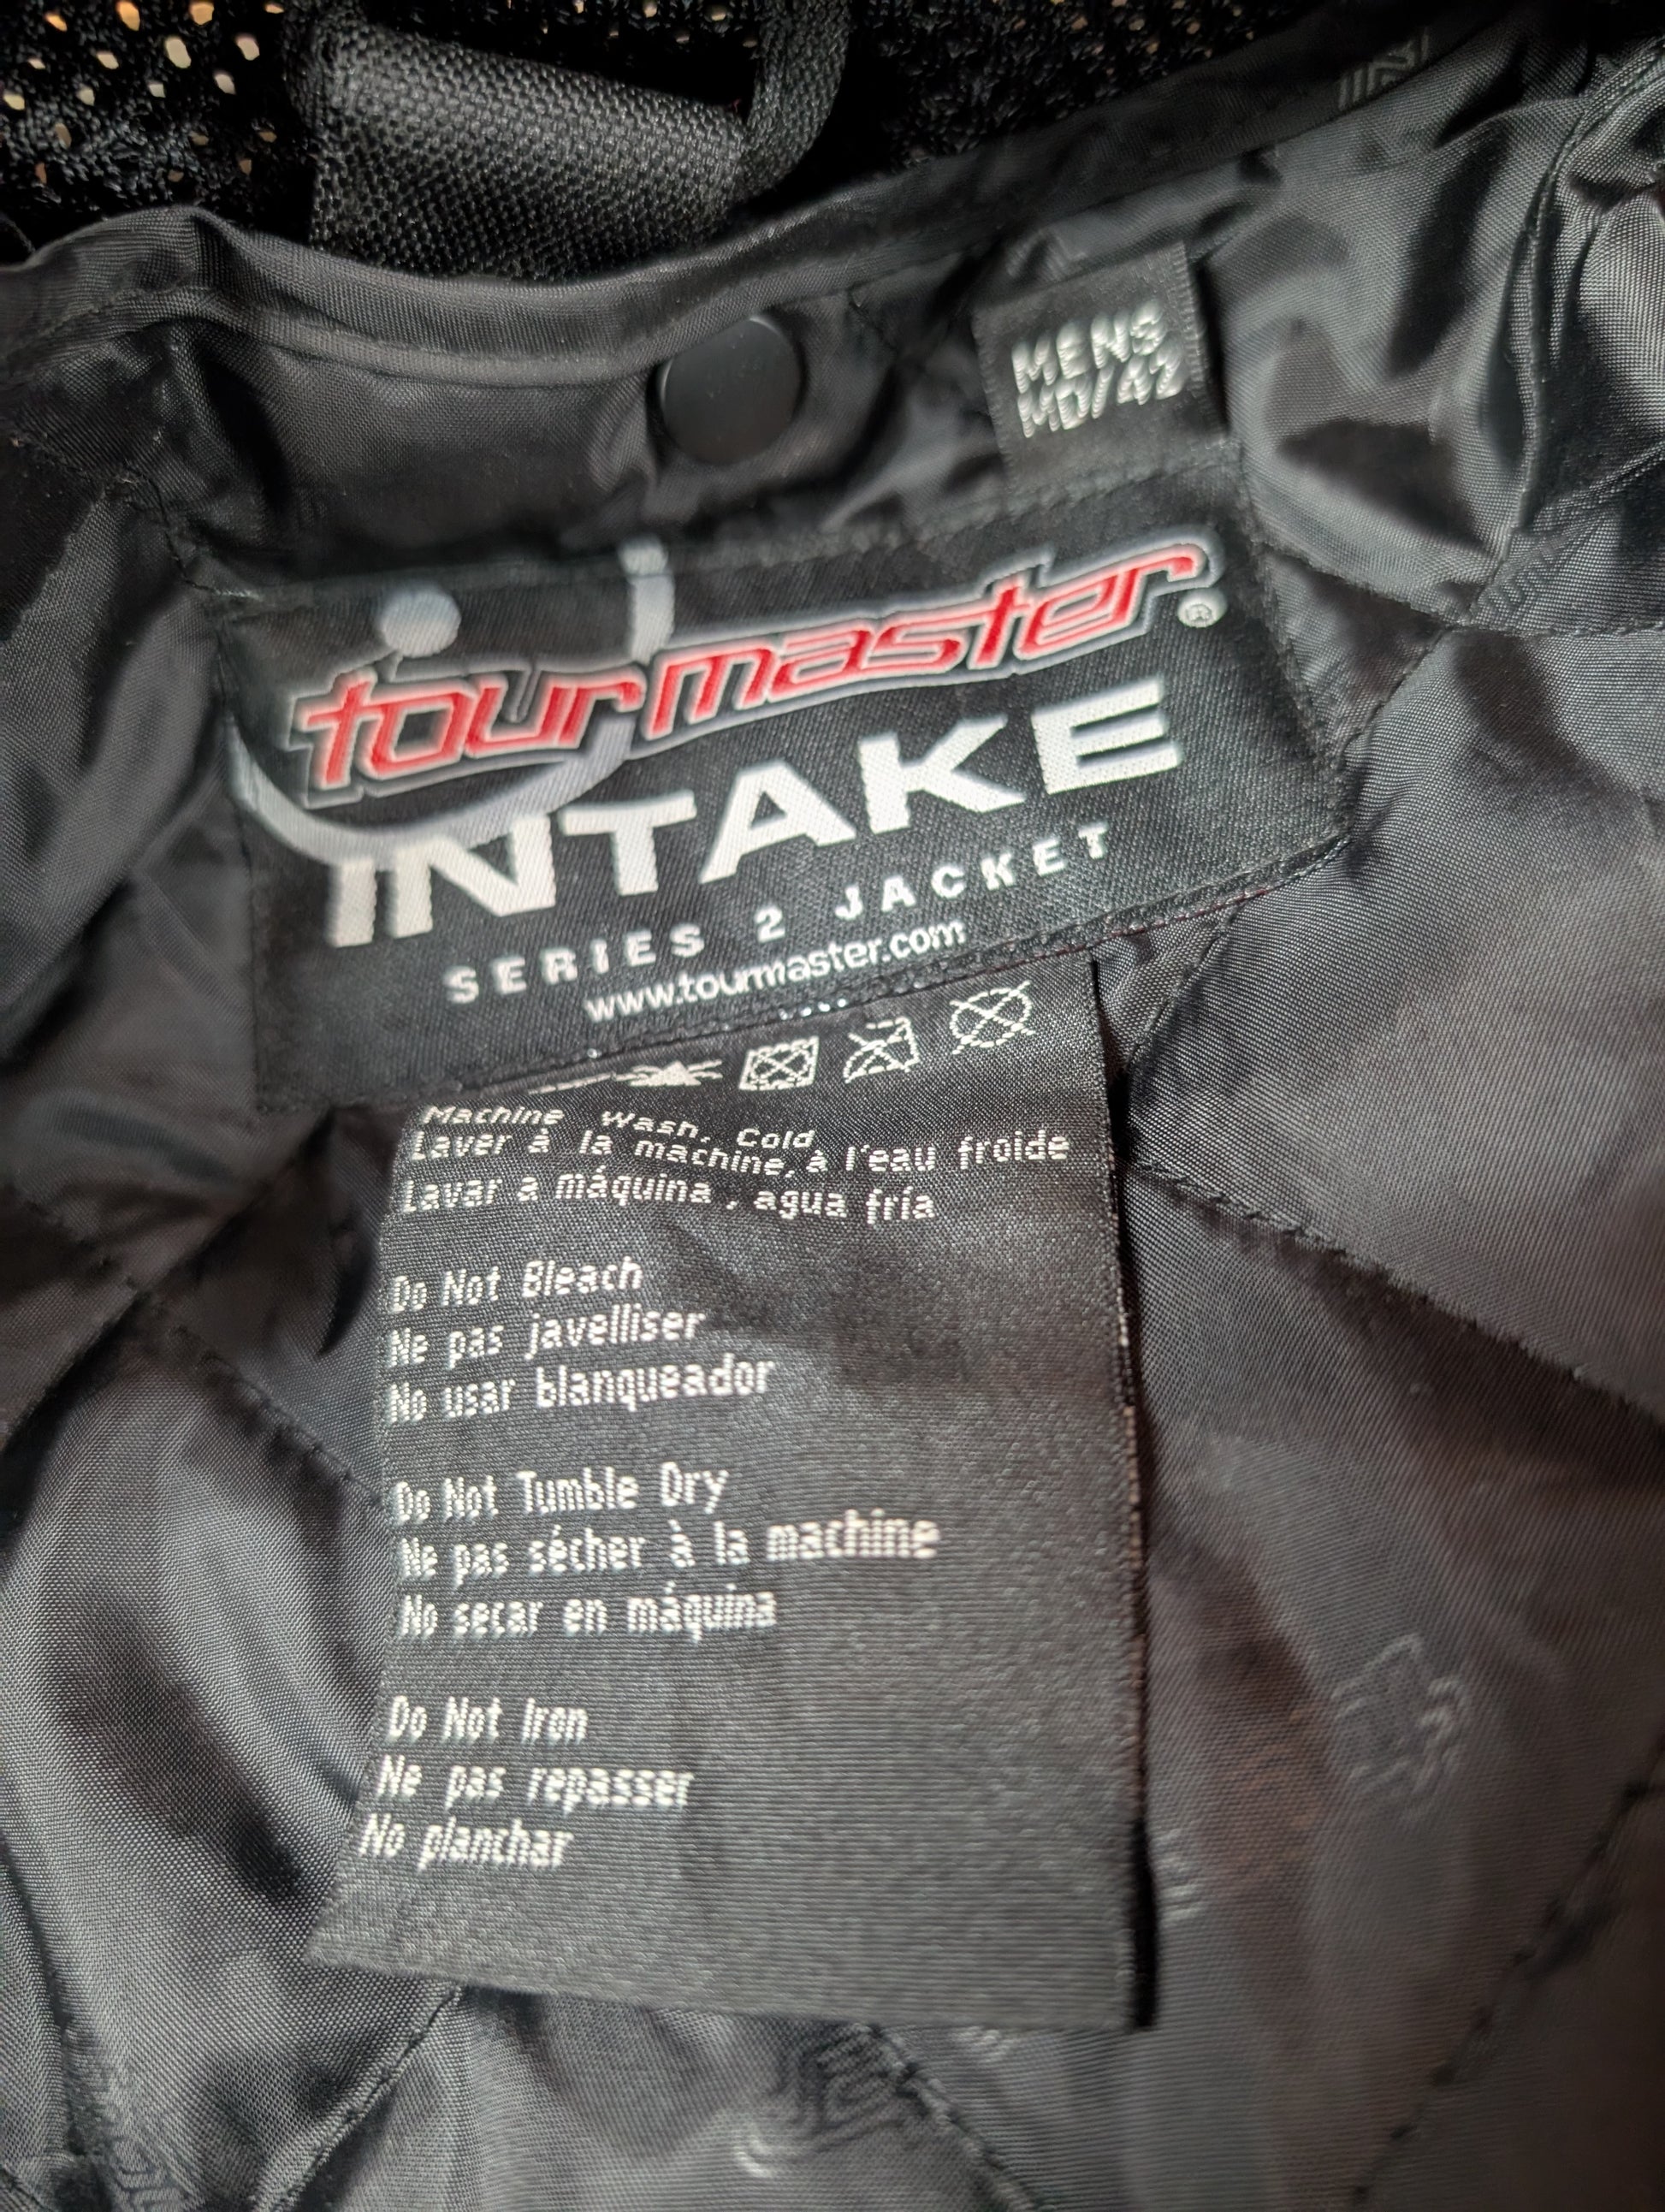 MENS
MD/42
tourmaster®
INTAKE
SERIES 2 JACKET
www.tourmaster.com
Machine Wash, Cold
Laver à la machine, à l'eau froide
Lavar a máquina, agua fría
Do Not Bleach
Ne pas javelliser
No usar blanqueador
Do Not Tumble Dry
Ne pas sécher à la machine
No secar en máquina
Do Not Iron
Ne pas repasser
No planchar